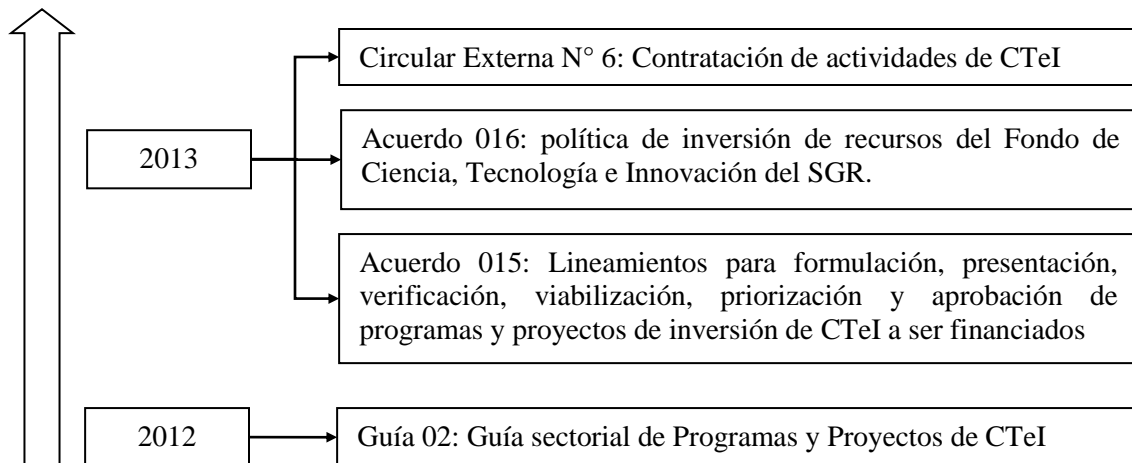 Circular Externa N° 6: Contratación de actividades de CTeI
2013
Acuerdo 016: política de inversión de recursos del Fondo de
Ciencia, Tecnología e Innovación del SGR.
Acuerdo 015: Lineamientos para formulación, presentación,
verificación, viabilización, priorización y aprobación de
programas y proyectos de inversión de CTeI a ser financiados
2012
Guía 02: Guía sectorial de Programas y Proyectos de CTeI